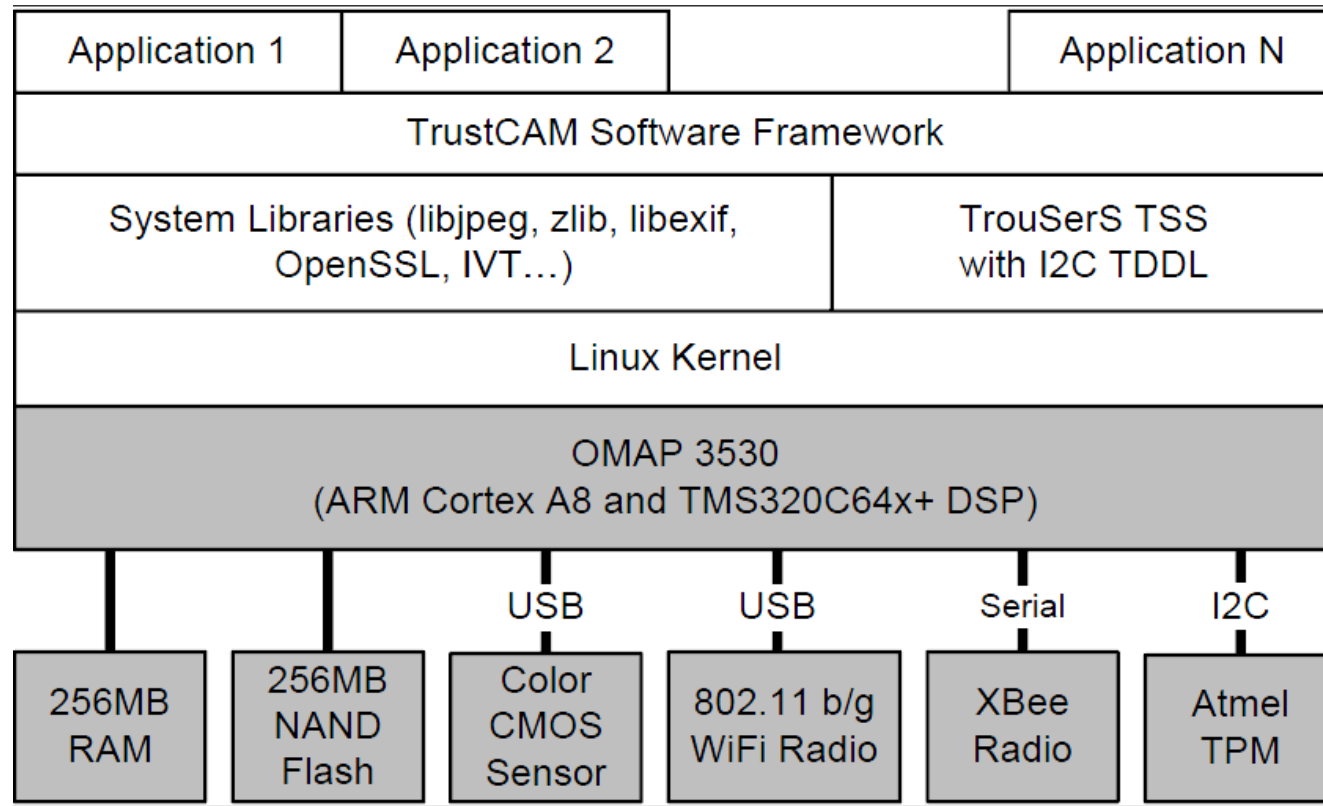 Application 1
Application 2
Application N
TrustCAM Software Framework
System Libraries (libjpeg, zlib, libexif,
OpenSSL, IVT…)
TrouSerS TSS
with I2C TDDL
Linux Kernel
OMAP 3530
(ARM Cortex A8 and TMS320C64x+ DSP)
USB
USB
Serial
I2C
256MB
RAM
256MB
NAND
Flash
Color
CMOS
Sensor
802.11 b/g
WiFi Radio
XBee
Radio
Atmel
TPM